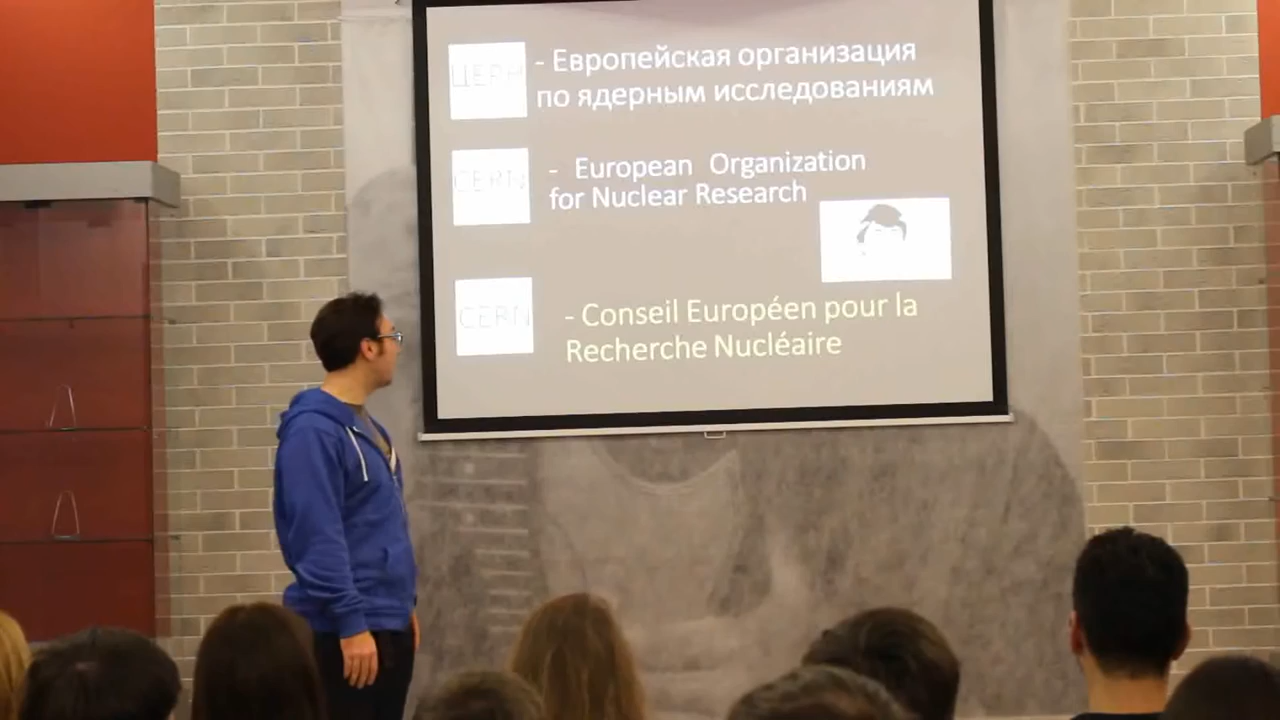 ЦЕРН
- Европейская организация
по ядерным исследованиям
CERN
- European Organization
for Nuclear Research
CERN
- Conseil Européen pour la
Recherche Nucléaire